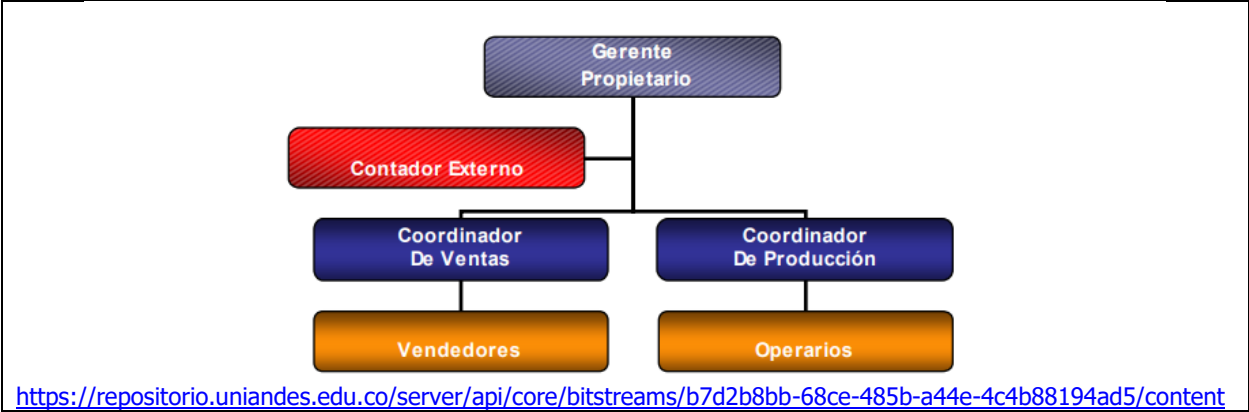 Gerente
Propietario
Contador Externo
Coordinador
De Ventas
Coordinador
De Producción
Vendedores
Operarios
https://repositorio.uniandes.edu.co/server/api/core/bitstreams/b7d2b8bb-68ce-485b-a44e-4c4b88194ad5/content